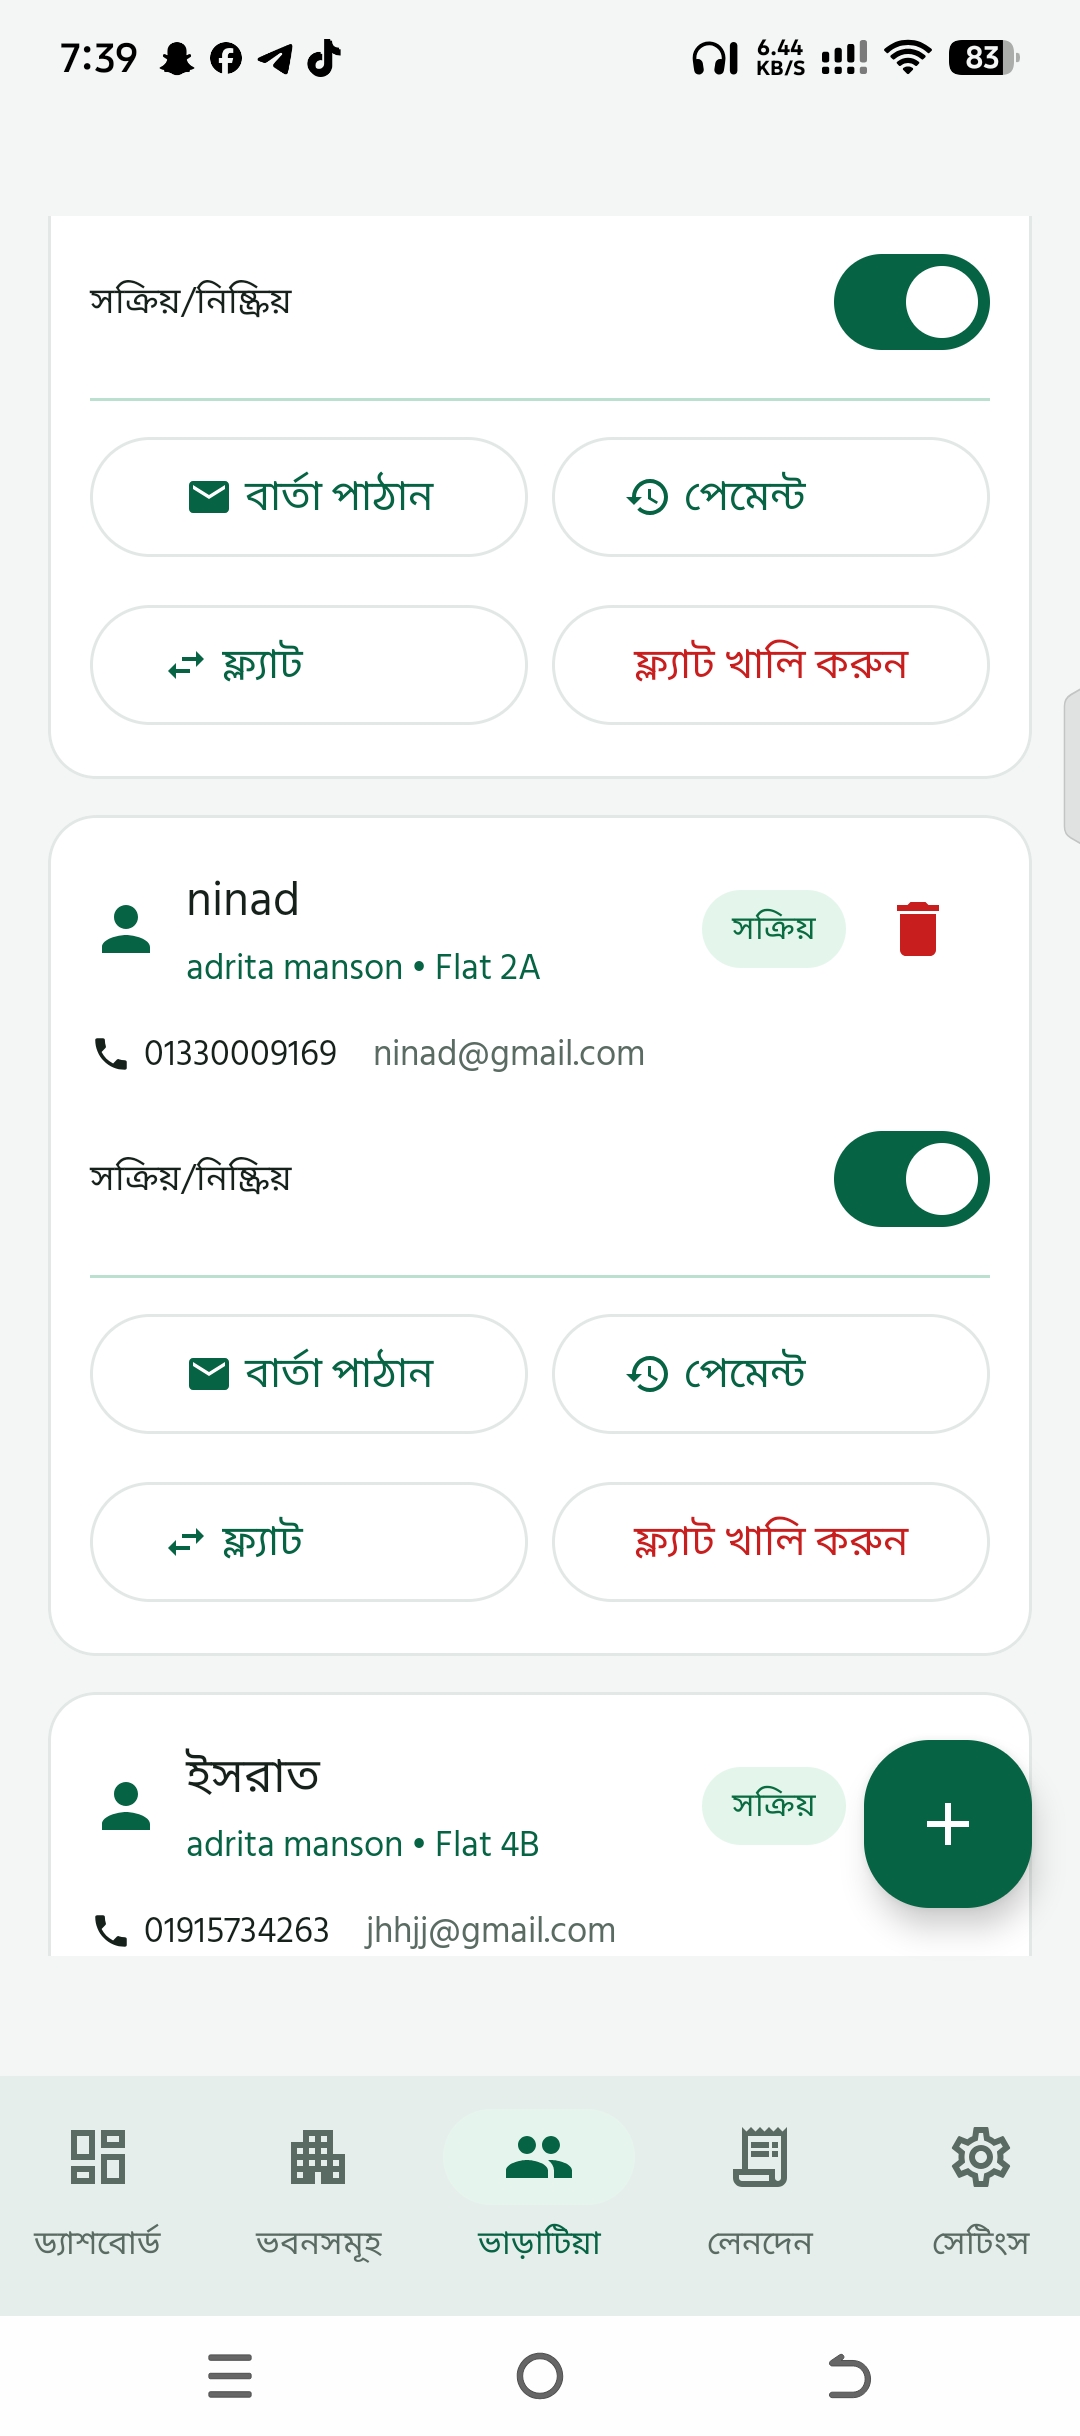 7:39
6.44
KB/S
83
সক্রিয়/নিষ্ক্রিয়
বার্তা পাঠান
পেমেন্ট
ফ্ল্যাট
ফ্ল্যাট খালি করুন
ninad
সক্রিয়
adrita manson • Flat 2A
01330009169 ninad@gmail.com
সক্রিয়/নিষ্ক্রিয়
বার্তা পাঠান
পেমেন্ট
ফ্ল্যাট
ফ্ল্যাট খালি করুন
ইসরাত
সক্রিয়
adrita manson • Flat 4B
01915734263 jhhjj@gmail.com
ড্যাশবোর্ড
ভবনসমূহ
ভাড়াটিয়া
লেনদেন
সেটিংস